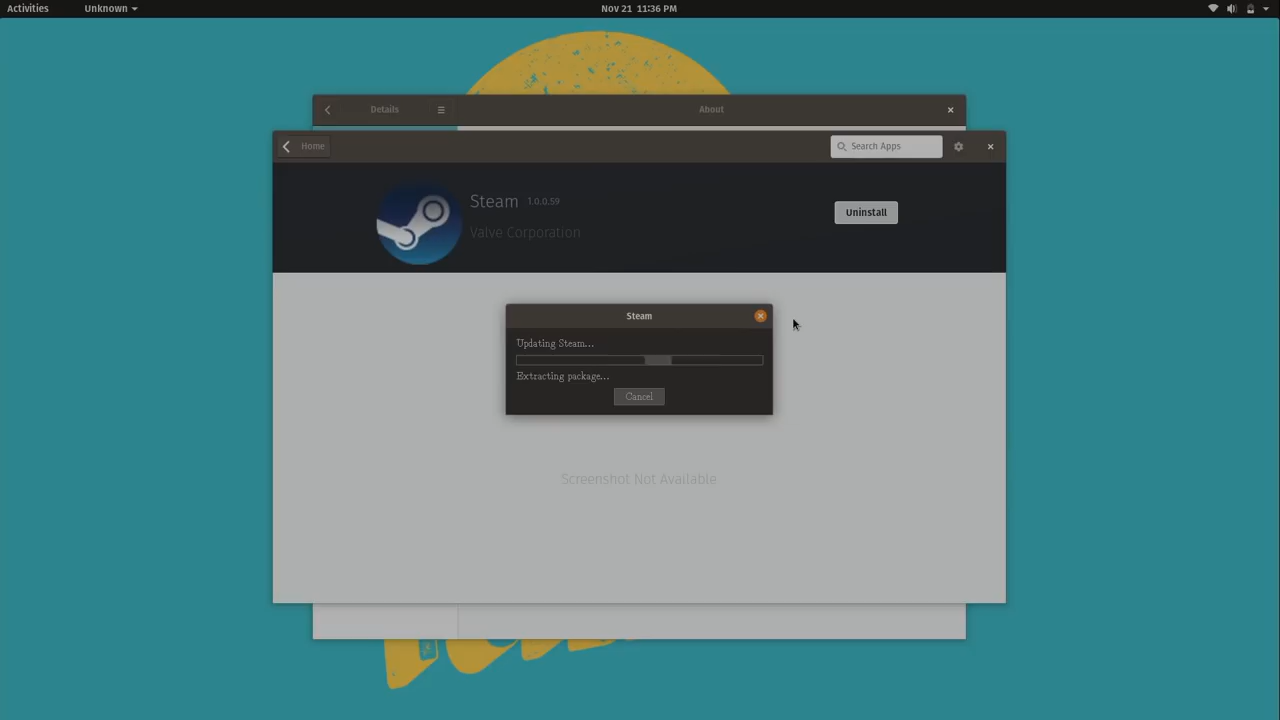 Activities
Unknown
Nov 21 11:36 PM
Details
About
Home
Search Apps
Steam 1.0.0.59
Uninstall
Valve Corporation
Steam
Updating Steam...
Extracting package...
Cancel
Screenshot Not Available